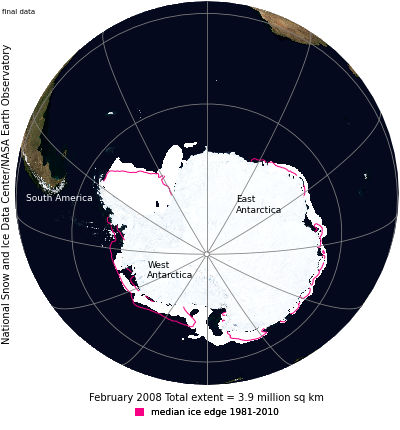 final data
National Snow and Ice Data Center/NASA Earth Observatory
South America
East
Antarctica
West
Antarctica
February 2008 Total extent = 3.9 million sq km
median ice edge 1981-2010